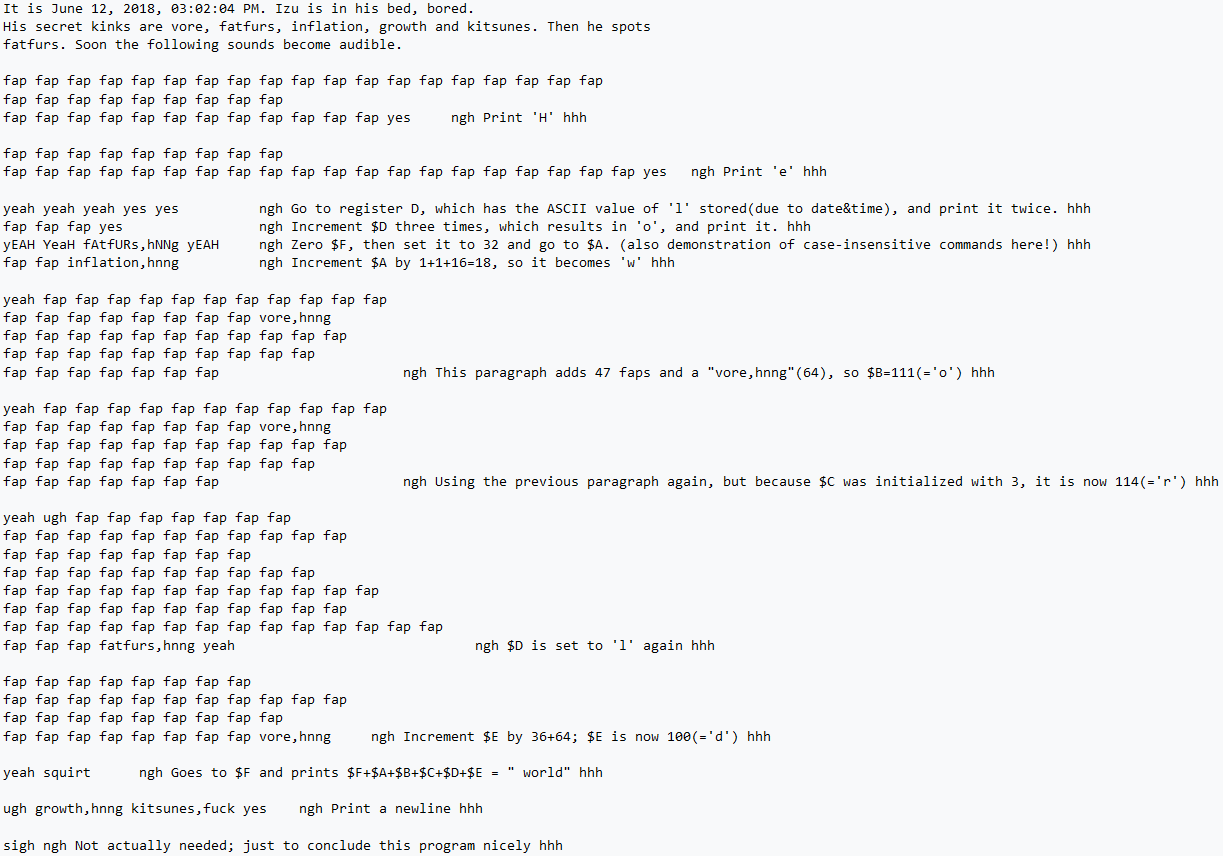 It is June 12, 2018, 03:02:04 PM. Izu is in his bed, bored.
His secret kinks are vore, fatfurs, inflation, growth and kitsunes. Then he spots
fatfurs. Soon the following sounds become audible.
fap fap fap fap fap fap fap fap fap fap fap fap fap fap fap fap fap fap fap
fap fap fap fap fap fap fap fap fap
fap fap fap fap fap fap fap fap fap fap fap fap yes ngh Print 'H' hhh
fap fap fap fap fap fap fap fap fap
fap fap fap fap fap fap fap fap fap fap fap fap fap fap fap fap fap fap fap fap yes ngh Print 'e' hhh
yeah yeah yeah yes yes ngh Go to register D, which has the ASCII value of 'l' stored(due to date&time), and print it twice. hhh
fap fap fap yes ngh Increment $D three times, which results in 'o', and print it. hhh
yEAH YeaH fAtfURs,hNNg yEAH ngh Zero $F, then set it to 32 and go to $A. (also demonstration of case-insensitive commands here!) hhh
fap fap inflation,hnng ngh Increment $A by 1+1+16=18, so it becomes 'w' hhh
yeah fap fap fap fap fap fap fap fap fap fap fap
fap fap fap fap fap fap fap fap vore,hnng
fap fap fap fap fap fap fap fap fap fap fap
fap fap fap fap fap fap fap fap fap fap
fap fap fap fap fap fap fap ngh This paragraph adds 47 faps and a "vore,hnng"(64), so $B=111(='o') hhh
yeah fap fap fap fap fap fap fap fap fap fap fap
fap fap fap fap fap fap fap fap vore,hnng
fap fap fap fap fap fap fap fap fap fap fap
fap fap fap fap fap fap fap fap fap fap
fap fap fap fap fap fap fap ngh Using the previous paragraph again, but because $C was initialized with 3, it is now 114(='r') hhh
yeah ugh fap fap fap fap fap fap fap
fap fap fap fap fap fap fap fap fap fap fap
fap fap fap fap fap fap fap fap
fap fap fap fap fap fap fap fap fap fap
fap fap fap fap fap fap fap fap fap fap fap fap
fap fap fap fap fap fap fap fap fap fap fap
fap fap fap fap fap fap fap fap fap fap fap fap fap fap
fap fap fap fatfurs,hnng yeah ngh $D is set to 'l' again hhh
fap fap fap fap fap fap fap fap
fap fap fap fap fap fap fap fap fap fap fap
fap fap fap fap fap fap fap fap fap
fap fap fap fap fap fap fap fap vore,hnng ngh Increment $E by 36+64; $E is now 100(='d') hhh
yeah squirt ngh Goes to $F and prints $F+$A+$B+$C+$D+$E = " world" hhh
ugh growth,hnng kitsunes,fuck yes ngh Print a newline hhh
sigh ngh Not actually needed; just to conclude this program nicely hhh